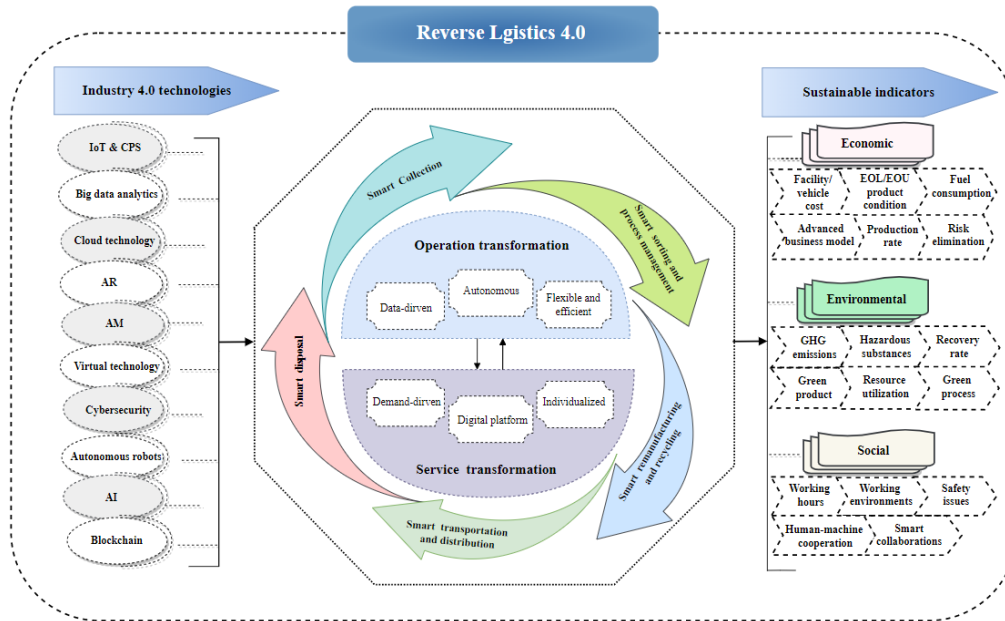 Reverse Lgistics 4.0
Industry 4.0 technologies
IoT & CPS
Big data analytics
Cloud technology
AR
AM
Virtual technology
Cybersecurity
Autonomous robots
AI
Blockchain
Smart Collection
Smart sorting and
process management
Smart remanufacturing
and recycling
Smart transportation
and distribution
Smart disposal
Operation transformation
Data-dirven
Autonomous
Flexible and
efficient
Demand-dirven
Digital platform
Individualized
Service transformation
Sustainable indicators
Economic
Facility/
vehicle
cost
EOL/EOU
product
condition
Fuel
consumption
Advanced
business model
Production
rate
Risk
elimination
Environmental
GHG
emissions
Hazardous
substances
Recovery
rate
Green
product
Resource
utilization
Green
process
Social
Working
hours
Working
environments
Safety
issues
Human-machine
cooperation
Smart
collaborations